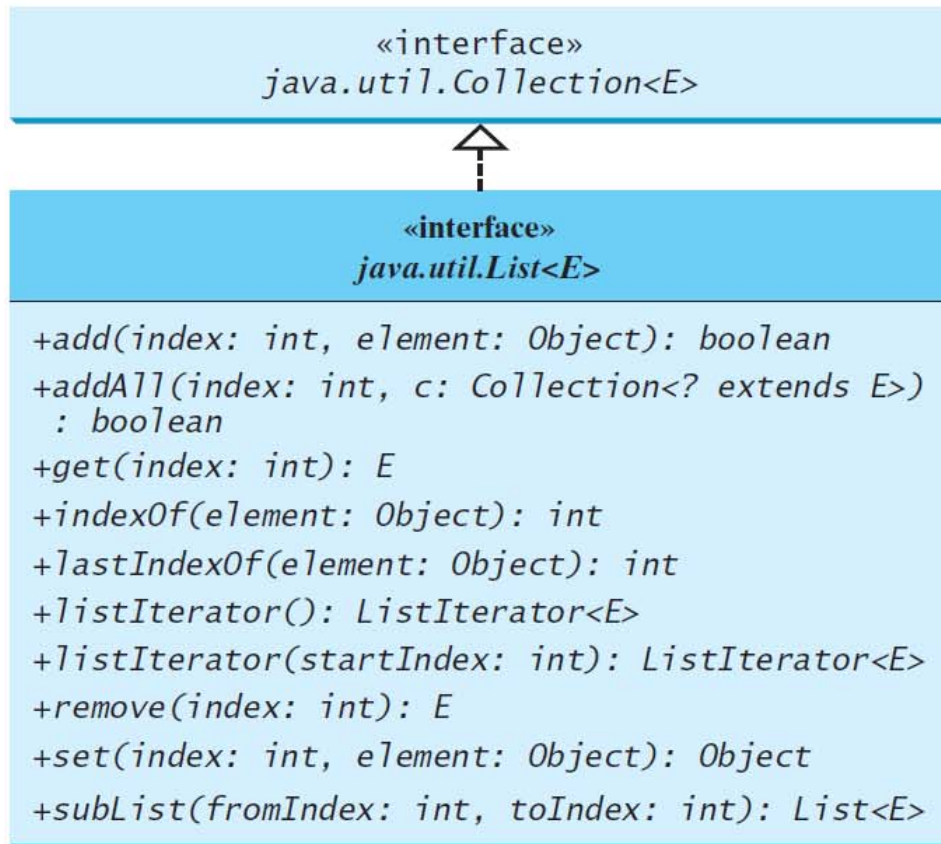 «interface»
java.util.Collection<E>
«interface»
java.util.List<E>
+add(index: int, element: Object): boolean
+addAll(index: int, c: Collection<? extends E>)
: boolean
+get(index: int): E
+indexOf(element: Object): int
+lastIndexOf(element: Object): int
+listIterator(): ListIterator<E>
+listIterator(startIndex: int): ListIterator<E>
+remove(index: int): E
+set(index: int, element: Object): Object
+subList(fromIndex: int, toIndex: int): List<E>